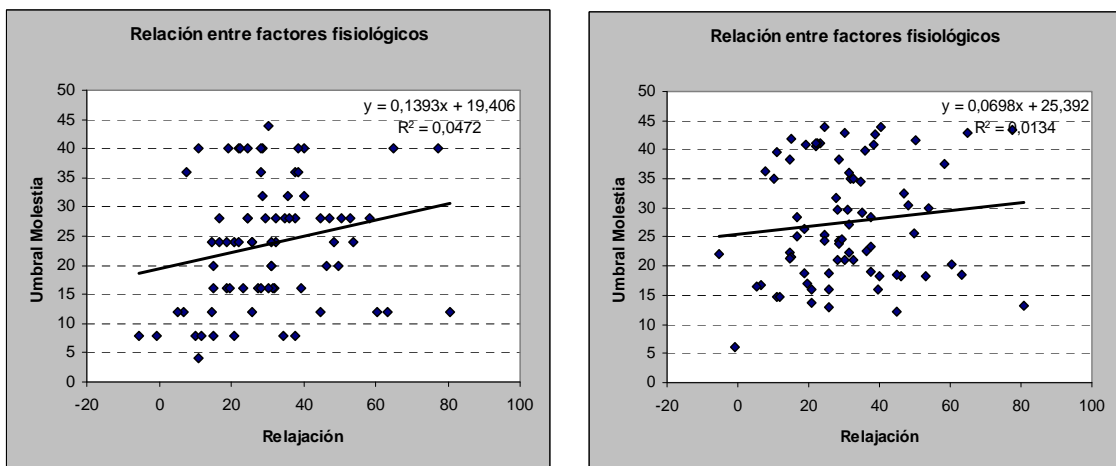 Relación entre factores fisiológicos
y = 0,1393x + 19,406
R² = 0,0472
50
45
40
35
30
25
20
15
10
5
0
-20 0 20 40 60 80 100
Umbral Molestia
Relajación
Relación entre factores fisiológicos
y = 0,0698x + 25,392
R² = 0,0134
50
45
40
35
30
25
20
15
10
5
0
-20 0 20 40 60 80 100
Umbral Molestia
Relajación